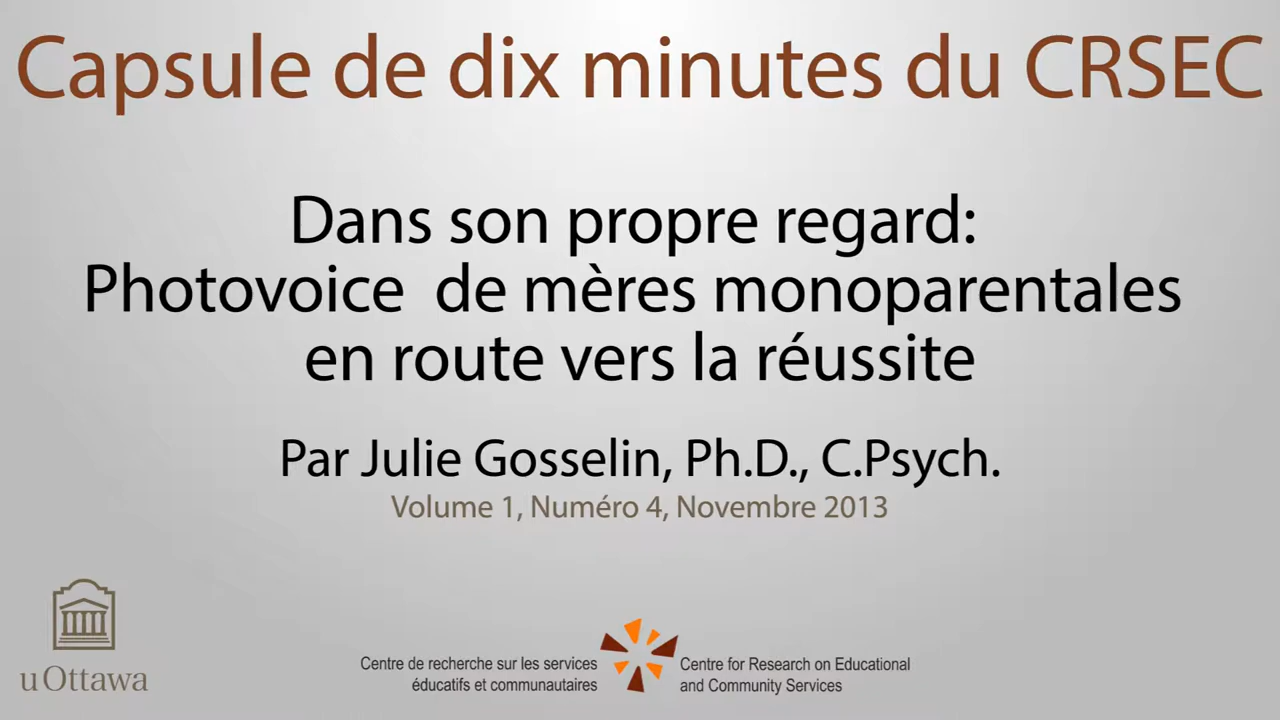 Capsule de dix minutes du CRSEC
Dans son propre regard:
Photovoice de mères monoparentales
en route vers la réussite
Par Julie Gosselin, Ph.D., C.Psych.
Volume 1, Numéro 4, Novembre 2013
uOttawa
Centre de recherche sur les services
éducatifs et communautaires
Centre for Research on Educational
and Community Services